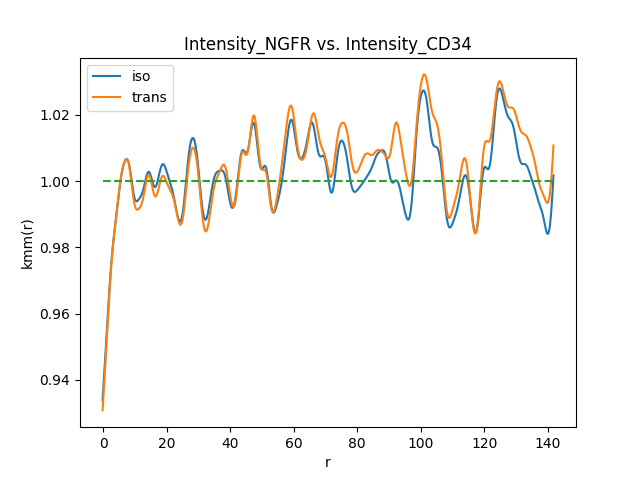 Intensity_NGFR vs. Intensity_CD34
iso
trans
1.02
1.00
0.98
0.96
0.94
kmm(r)
0 20 40 60 80 100 120 140
r